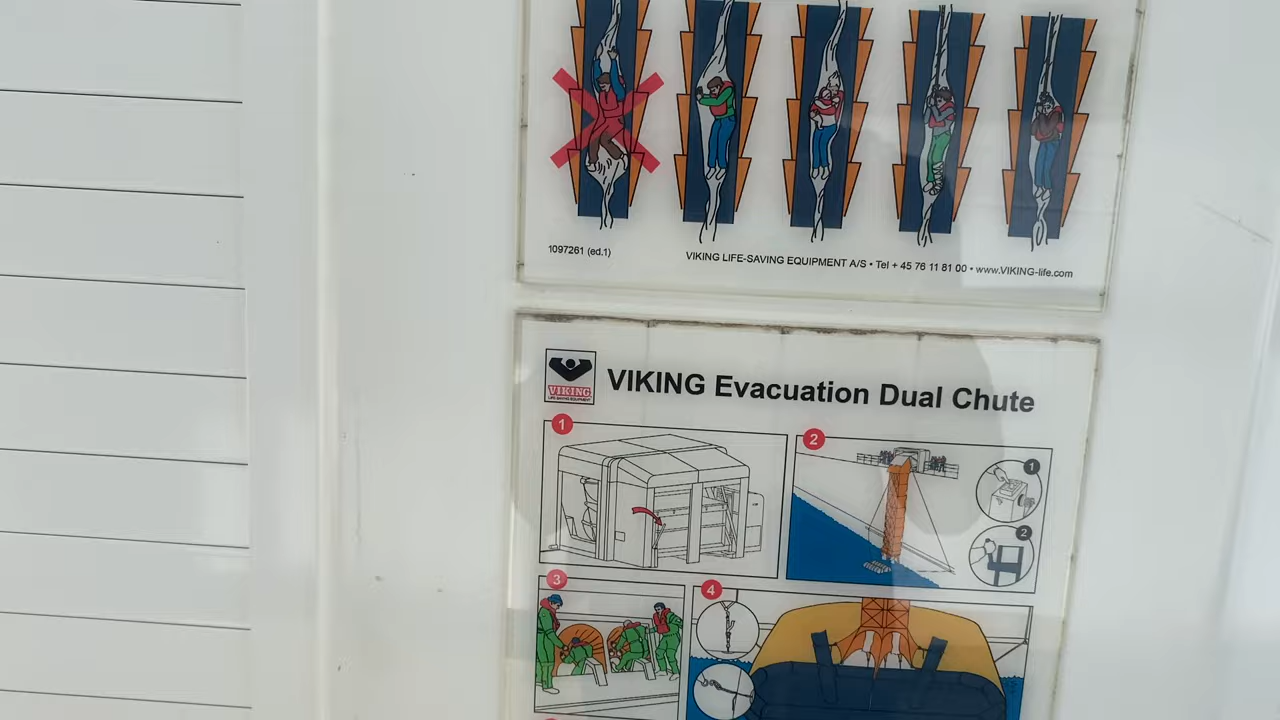 1097261 (ed.1)
VIKING LIFE-SAVING EQUIPMENT A/S • Tel + 45 76 11 81 00 • www.VIKING-life.com
VIKING
LIFE-SAVING EQUIPMENT
VIKING Evacuation Dual Chute
1
2
1
2
3
4